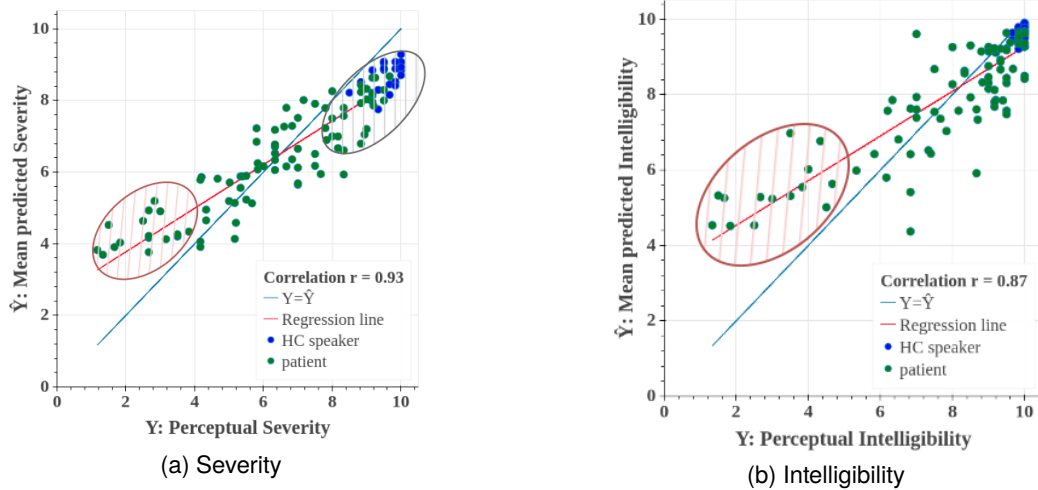 10
8
6
4
2
0
0
2
4
6
8
10
Ŷ: Mean predicted Severity
Y: Perceptual Severity
Correlation r = 0.93
Y=Ŷ
Regression line
HC speaker
patient
(a) Severity
10
8
6
4
2
0
0
2
4
6
8
10
Ŷ: Mean predicted Intelligibility
Y: Perceptual Intelligibility
Correlation r = 0.87
Y=Ŷ
Regression line
HC speaker
patient
(b) Intelligibility